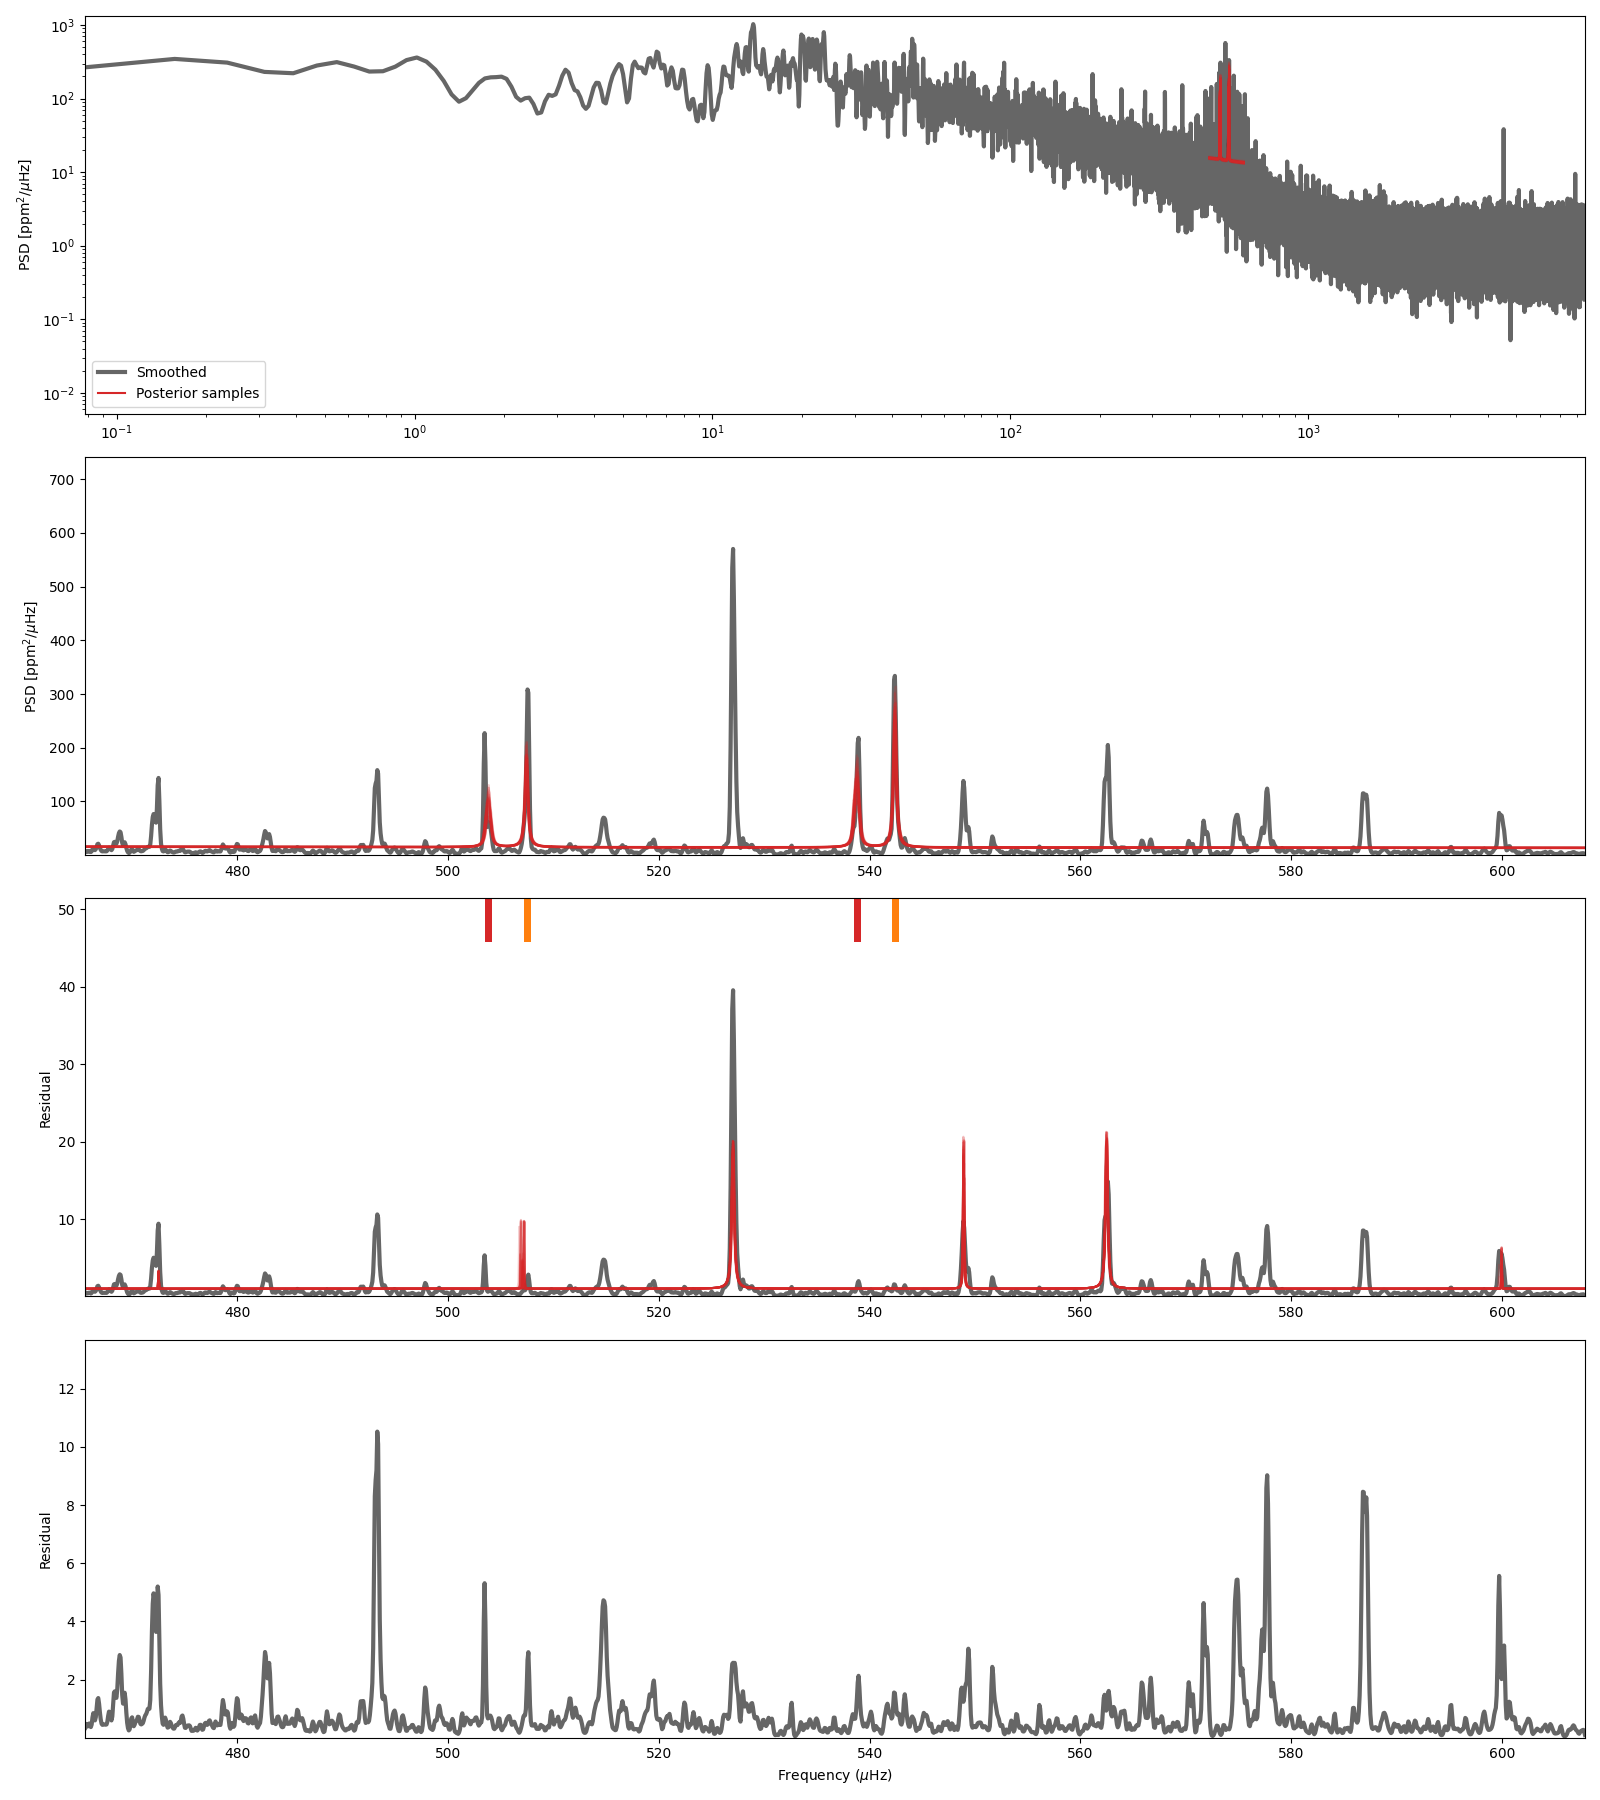 10³
10²
10¹
10⁰
10⁻¹
10⁻²
PSD [ppm²/μHz]
Smoothed
Posterior samples
10⁻¹ 10⁰ 10¹ 10² 10³
700
600
500
400
300
200
100
PSD [ppm²/μHz]
480 500 520 540 560 580 600
50
40
30
20
10
Residual
480 500 520 540 560 580 600
12
10
8
6
4
2
Residual
480 500 520 540 560 580 600
Frequency (μHz)